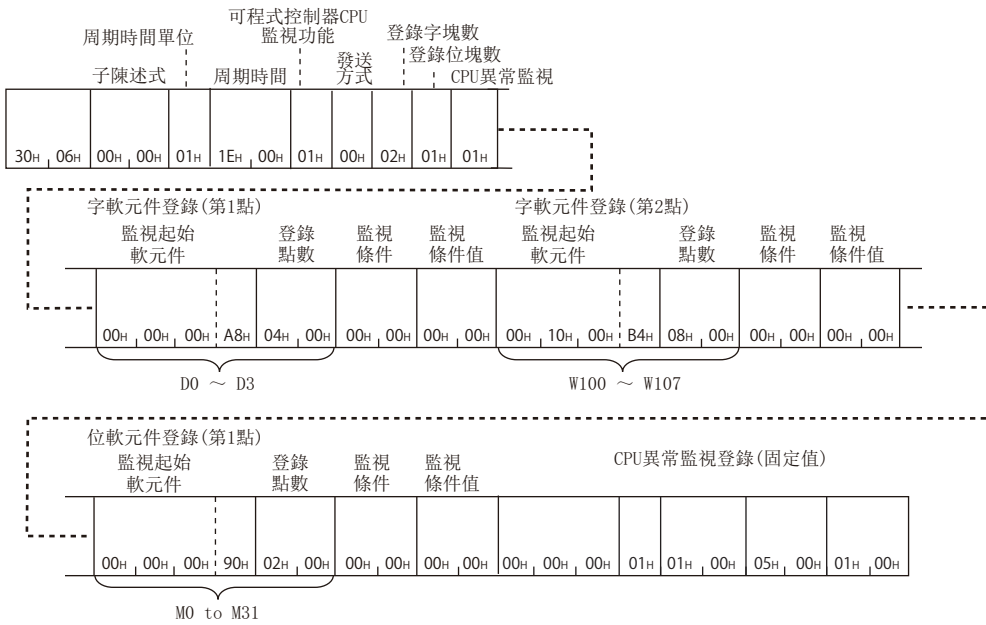 可程式控制器CPU
周期時間單位 監視功能 登錄字塊數
發送 登錄位塊數
子陳述式 周期時間 方式 CPU異常監視
30H 06H 00H 00H 01H 1EH 00H 01H 00H 02H 01H 01H
字軟元件登錄(第1點) 字軟元件登錄(第2點)
監視起始 登錄 監視 監視 監視起始 登錄 監視 監視
軟元件 點數 條件 條件值 軟元件 點數 條件 條件值
00H 00H 00H A8H 04H 00H 00H 00H 00H 00H 00H 10H 00H B4H 08H 00H 00H 00H 00H 00H
D0 ～ D3 W100 ～ W107
位軟元件登錄(第1點)
監視起始 登錄 監視 監視 CPU異常監視登錄(固定值)
軟元件 點數 條件 條件值
00H 00H 00H 90H 02H 00H 00H 00H 00H 00H 00H 00H 00H 01H 01H 00H 05H 00H 01H 00H
M0 to M31